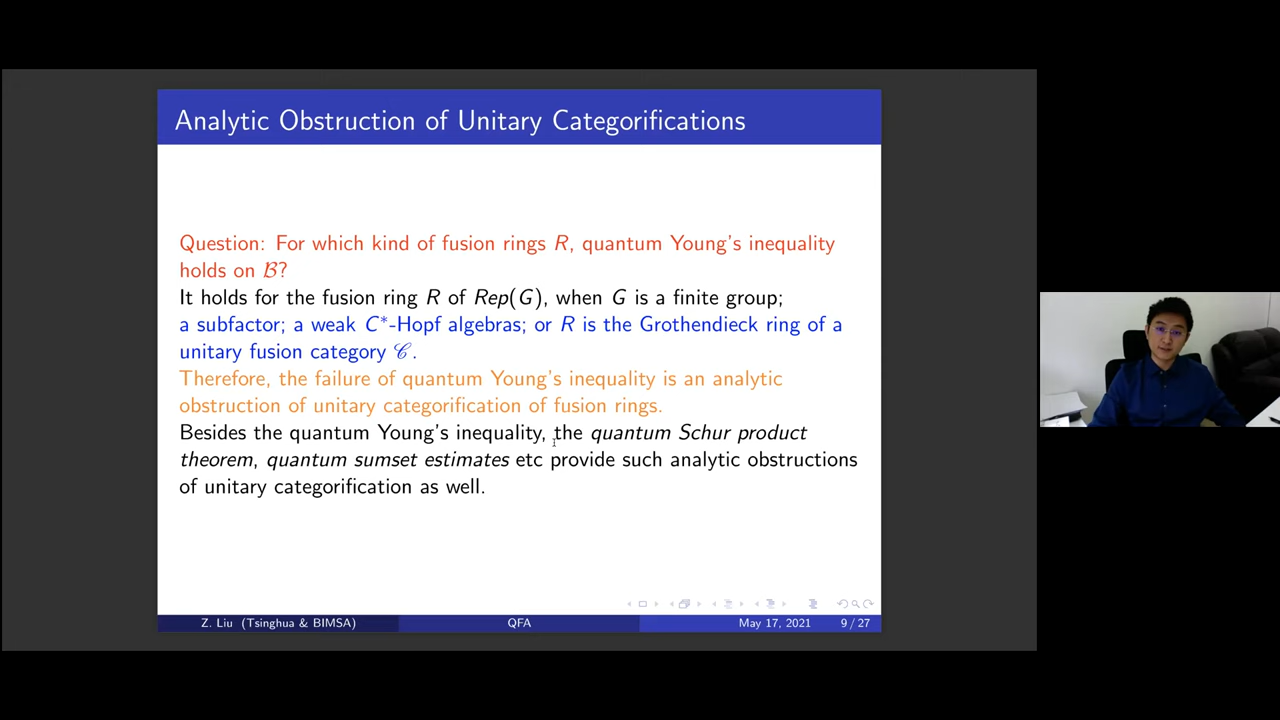 Analytic Obstruction of Unitary Categorifications
Question: For which kind of fusion rings R, quantum Young's inequality
holds on ℬ?
It holds for the fusion ring R of Rep(G), when G is a finite group;
a subfactor; a weak C*-Hopf algebras; or R is the Grothendieck ring of a
unitary fusion category 𝒞.
Therefore, the failure of quantum Young's inequality is an analytic
obstruction of unitary categorification of fusion rings.
Besides the quantum Young's inequality, the quantum Schur product
theorem, quantum sumset estimates etc provide such analytic obstructions
of unitary categorification as well.
Z. Liu (Tsinghua & BIMSA) QFA May 17, 2021 9 / 27